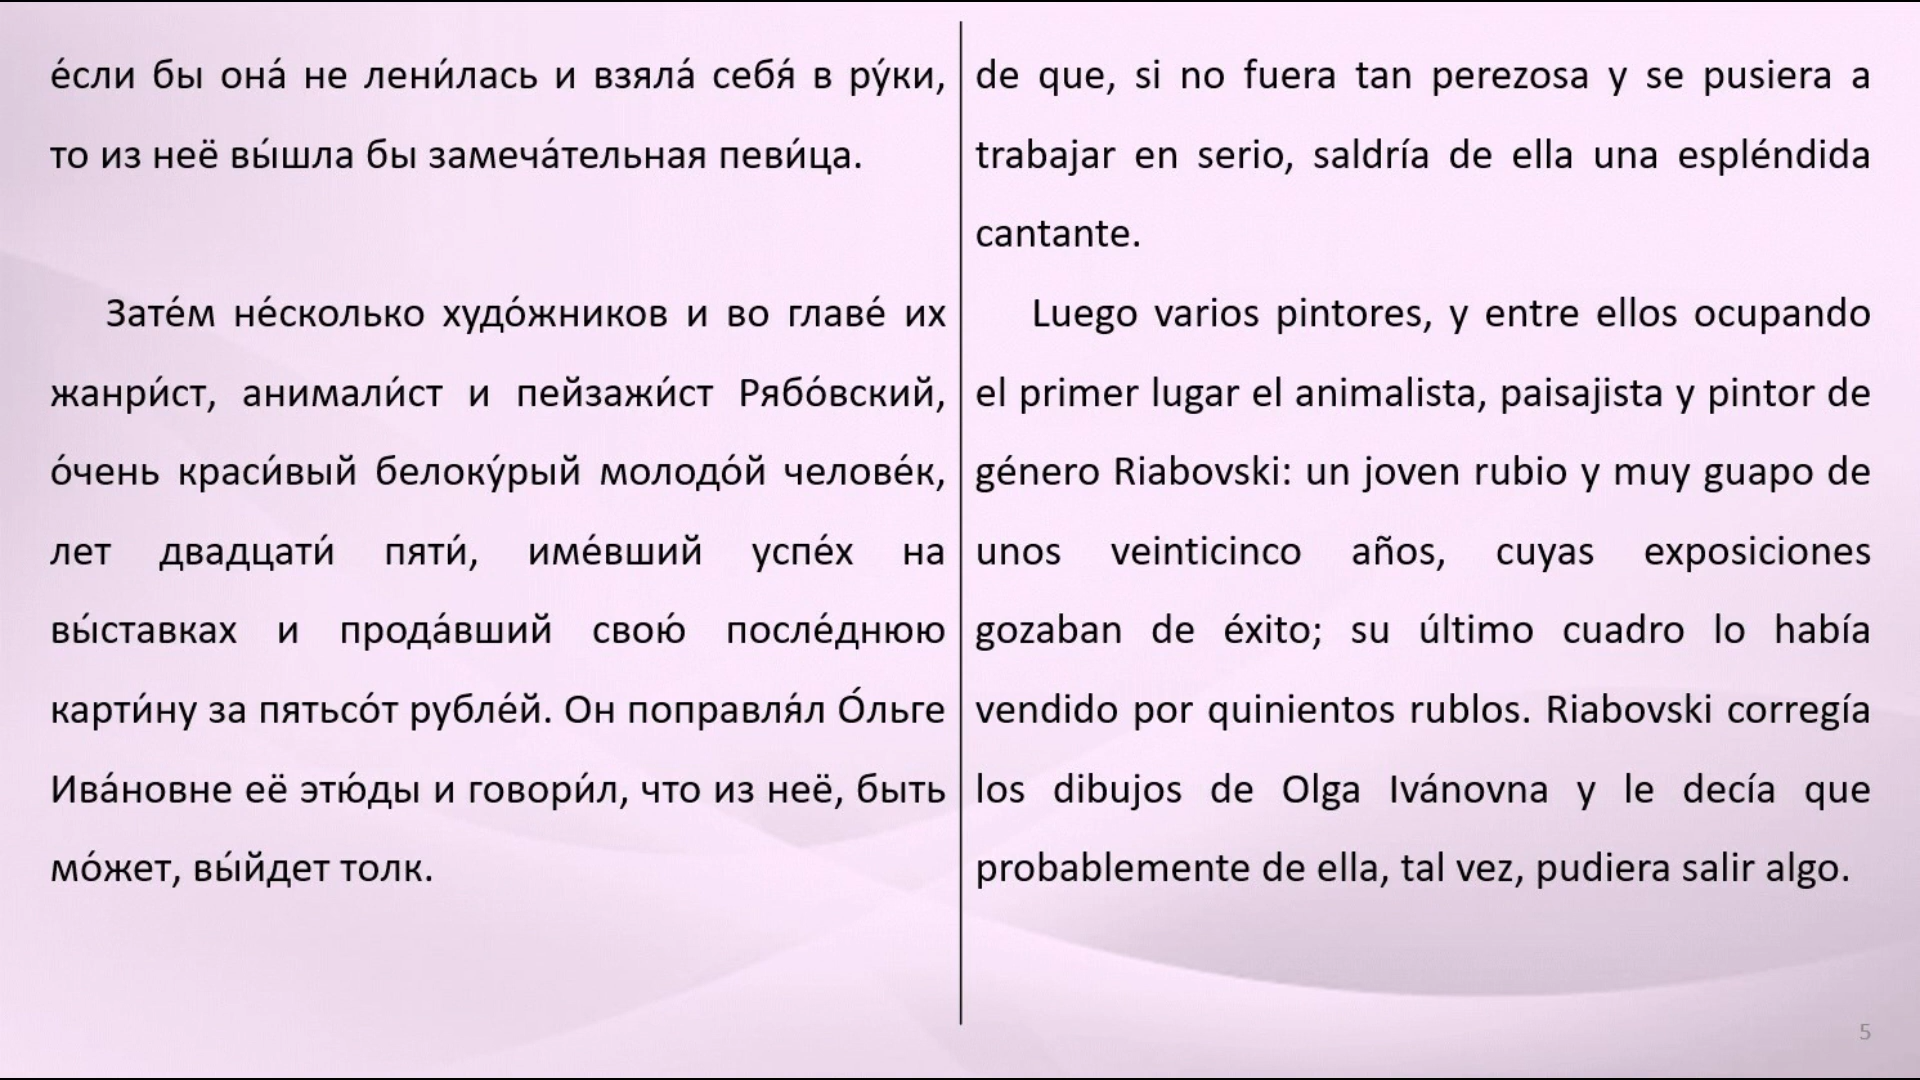 е́сли бы она́ не лени́лась и взяла́ себя́ в ру́ки,
то из неё вы́шла бы замеча́тельная певи́ца.
Зате́м не́сколько худо́жников и во главе́ их
жанри́ст, анимали́ст и пейзажи́ст Рябо́вский,
о́чень краси́вый белоку́рый молодо́й челове́к,
лет двадцати́ пяти́, име́вший успе́х на
вы́ставках и прода́вший свою́ после́днюю
карти́ну за пятьсо́т рубле́й. Он поправля́л О́льге
Ива́новне её этю́ды и говори́л, что из неё, быть
мо́жет, вы́йдет толк.
de que, si no fuera tan perezosa y se pusiera a
trabajar en serio, saldría de ella una espléndida
cantante.
Luego varios pintores, y entre ellos ocupando
el primer lugar el animalista, paisajista y pintor de
género Riabovski: un joven rubio y muy guapo de
unos veinticinco años, cuyas exposiciones
gozaban de éxito; su último cuadro lo había
vendido por quinientos rublos. Riabovski corregía
los dibujos de Olga Ivánovna y le decía que
probablemente de ella, tal vez, pudiera salir algo.
5